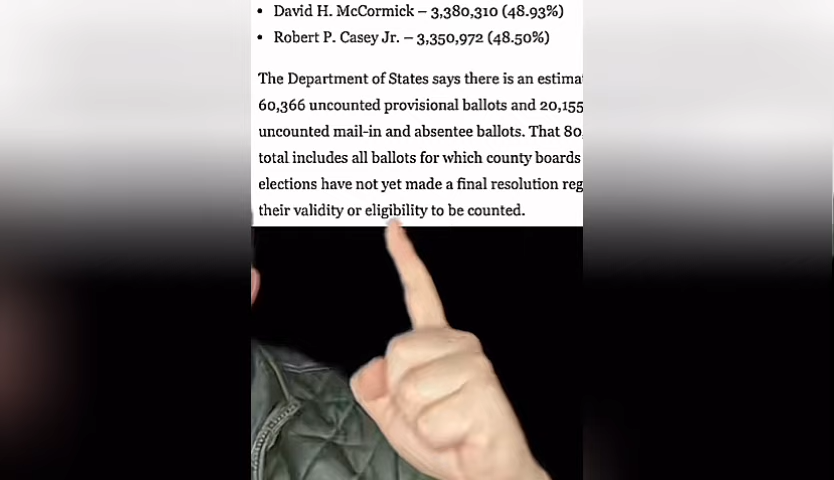 • David H. McCormick – 3,380,310 (48.93%)
• Robert P. Casey Jr. – 3,350,972 (48.50%)
The Department of States says there is an
60,366 uncounted provisional ballots and 20,155
uncounted mail-in and absentee ballots. That
total includes all ballots for which county boards
elections have not yet made a final resolution
their validity or eligibility to be counted.